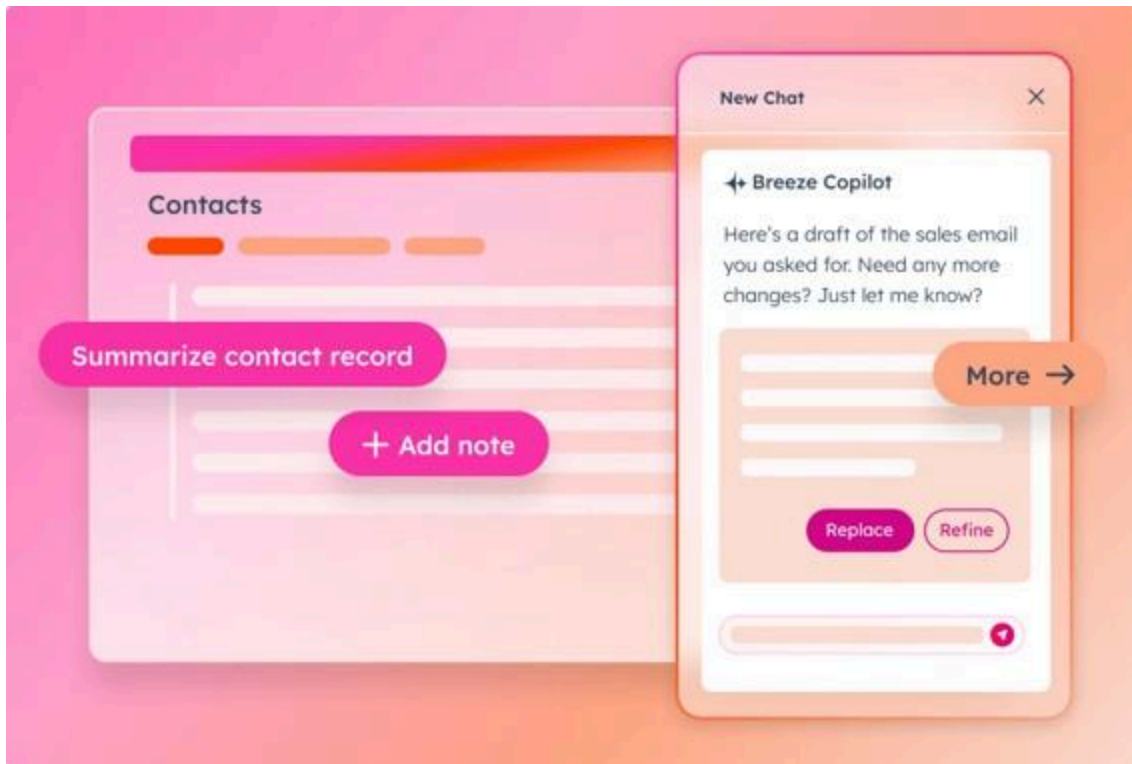 Contacts
Summarize contact record
+ Add note
New Chat
Breeze Copilot
Here's a draft of the sales email
you asked for. Need any more
changes? Just let me know?
More →
Replace
Refine